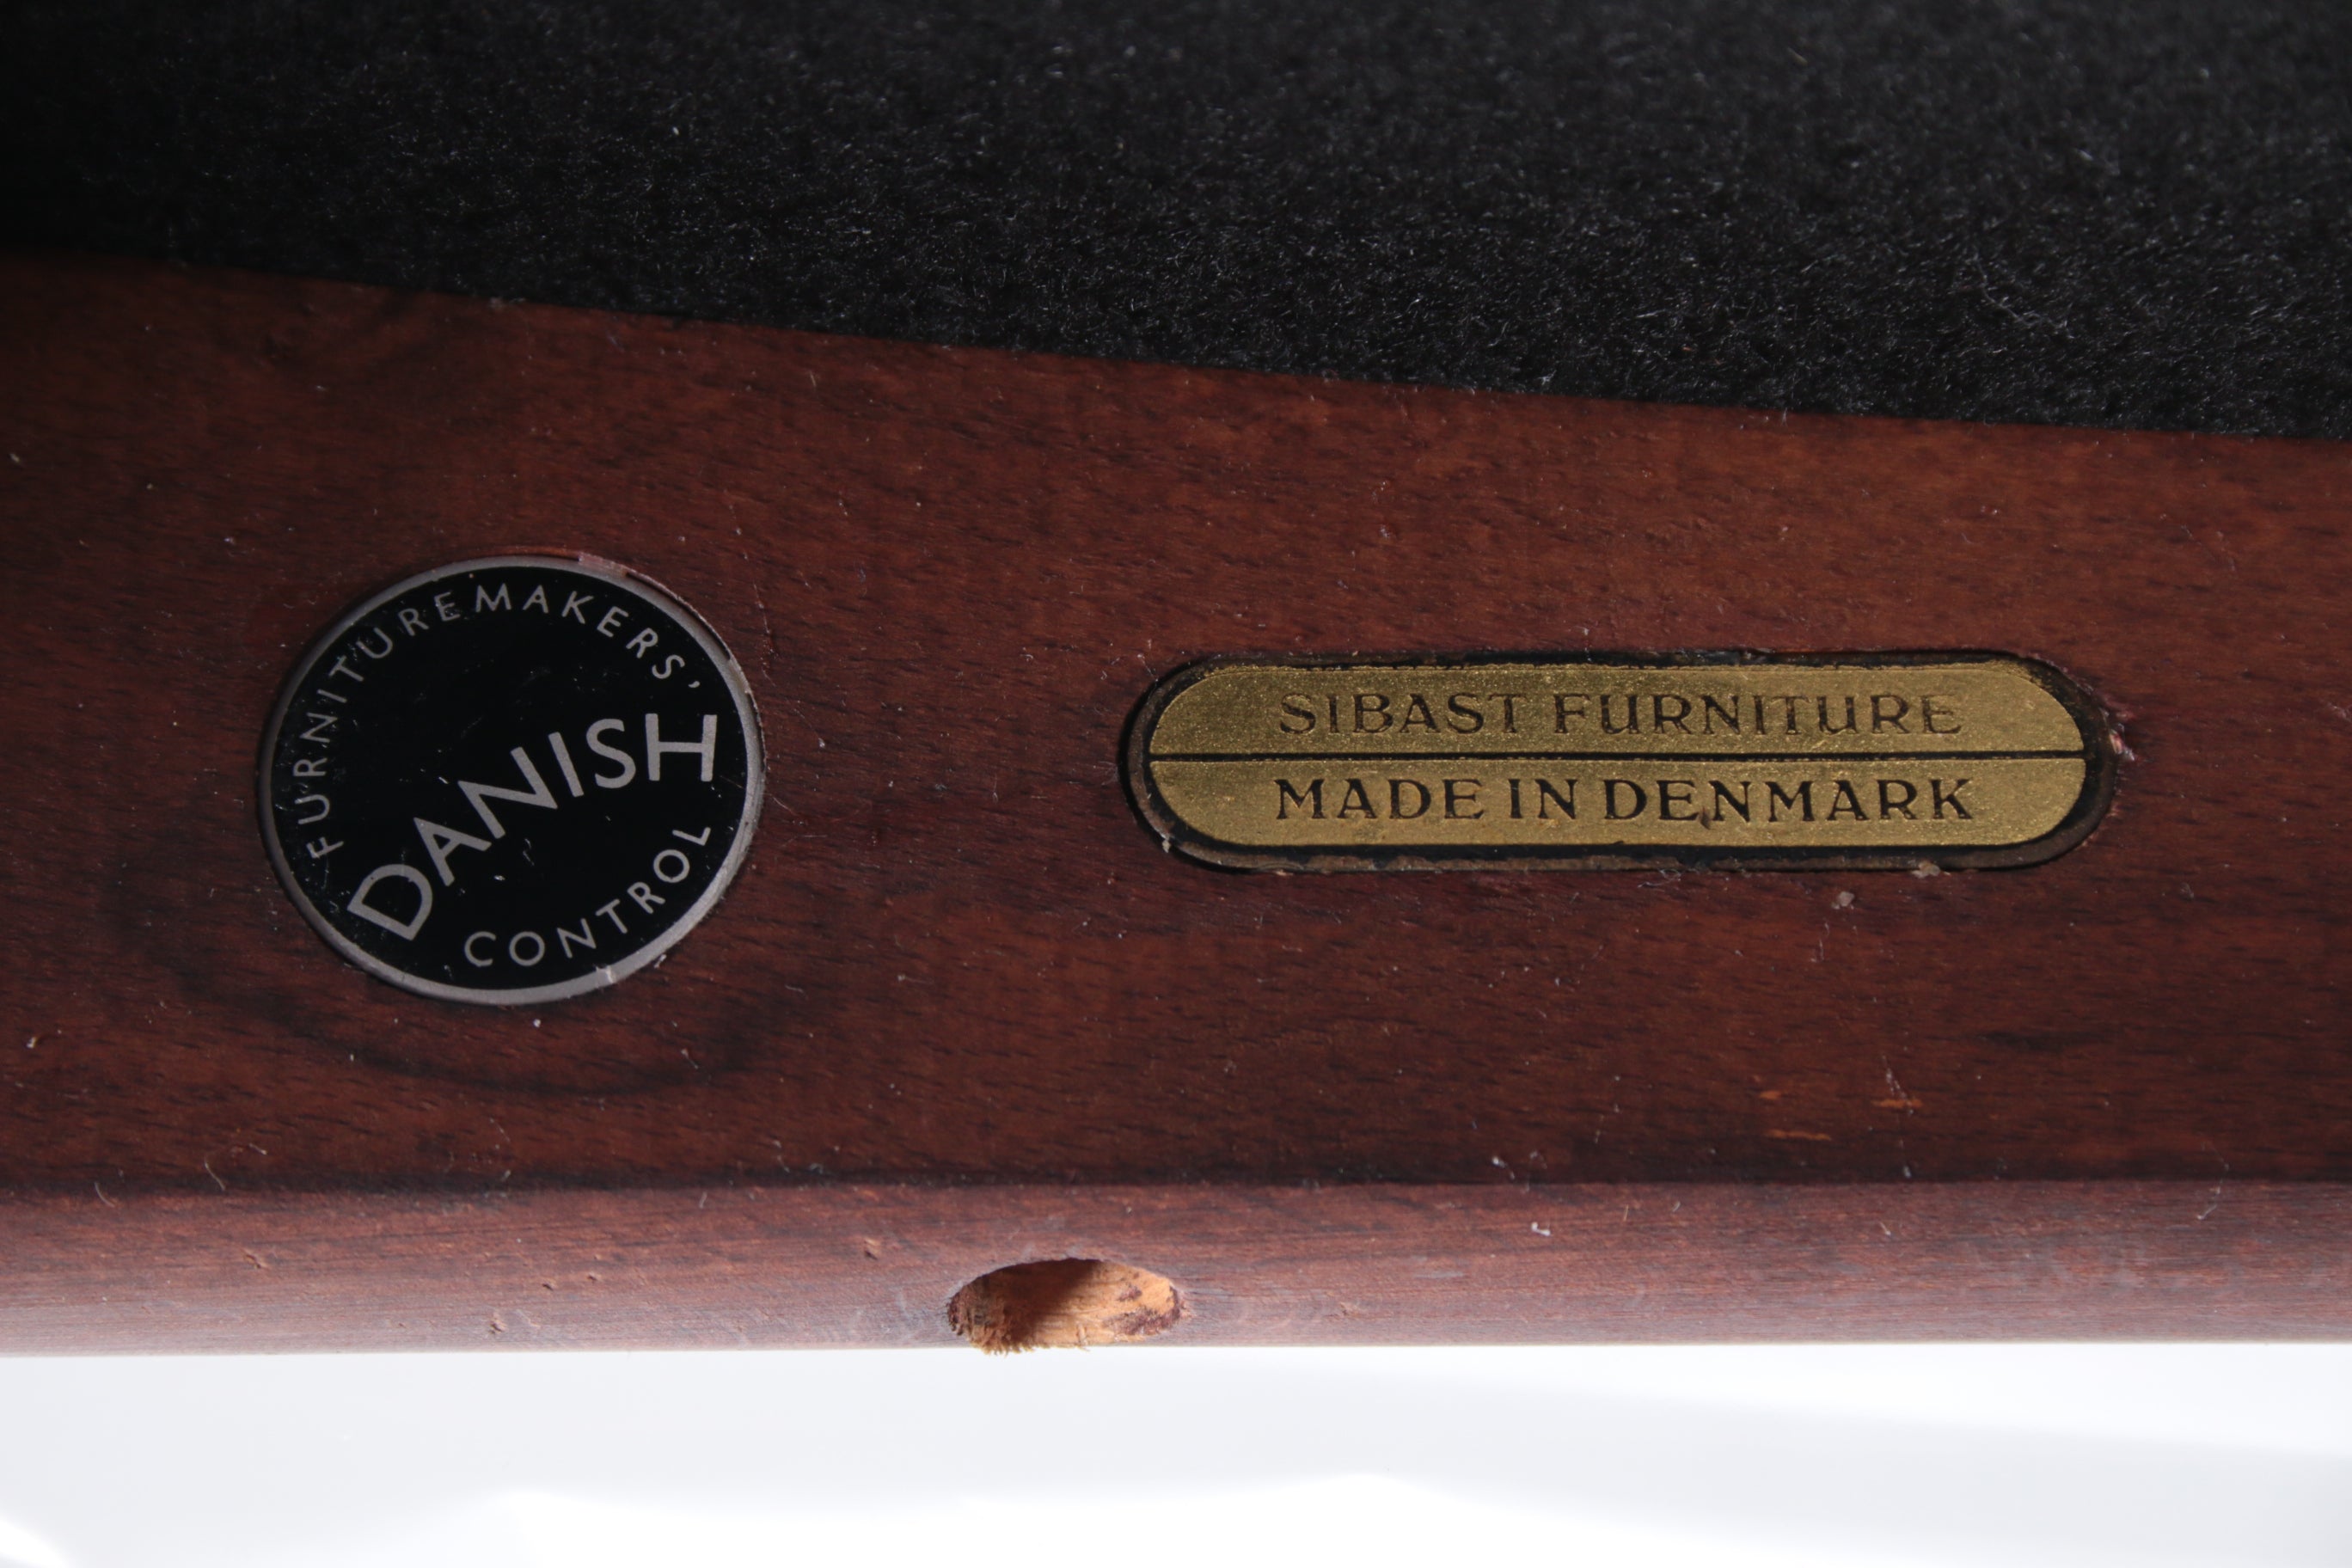 FURNITUREMAKERS'
DANISH
CONTROL
SIBAST FURNITURE
MADE IN DENMARK